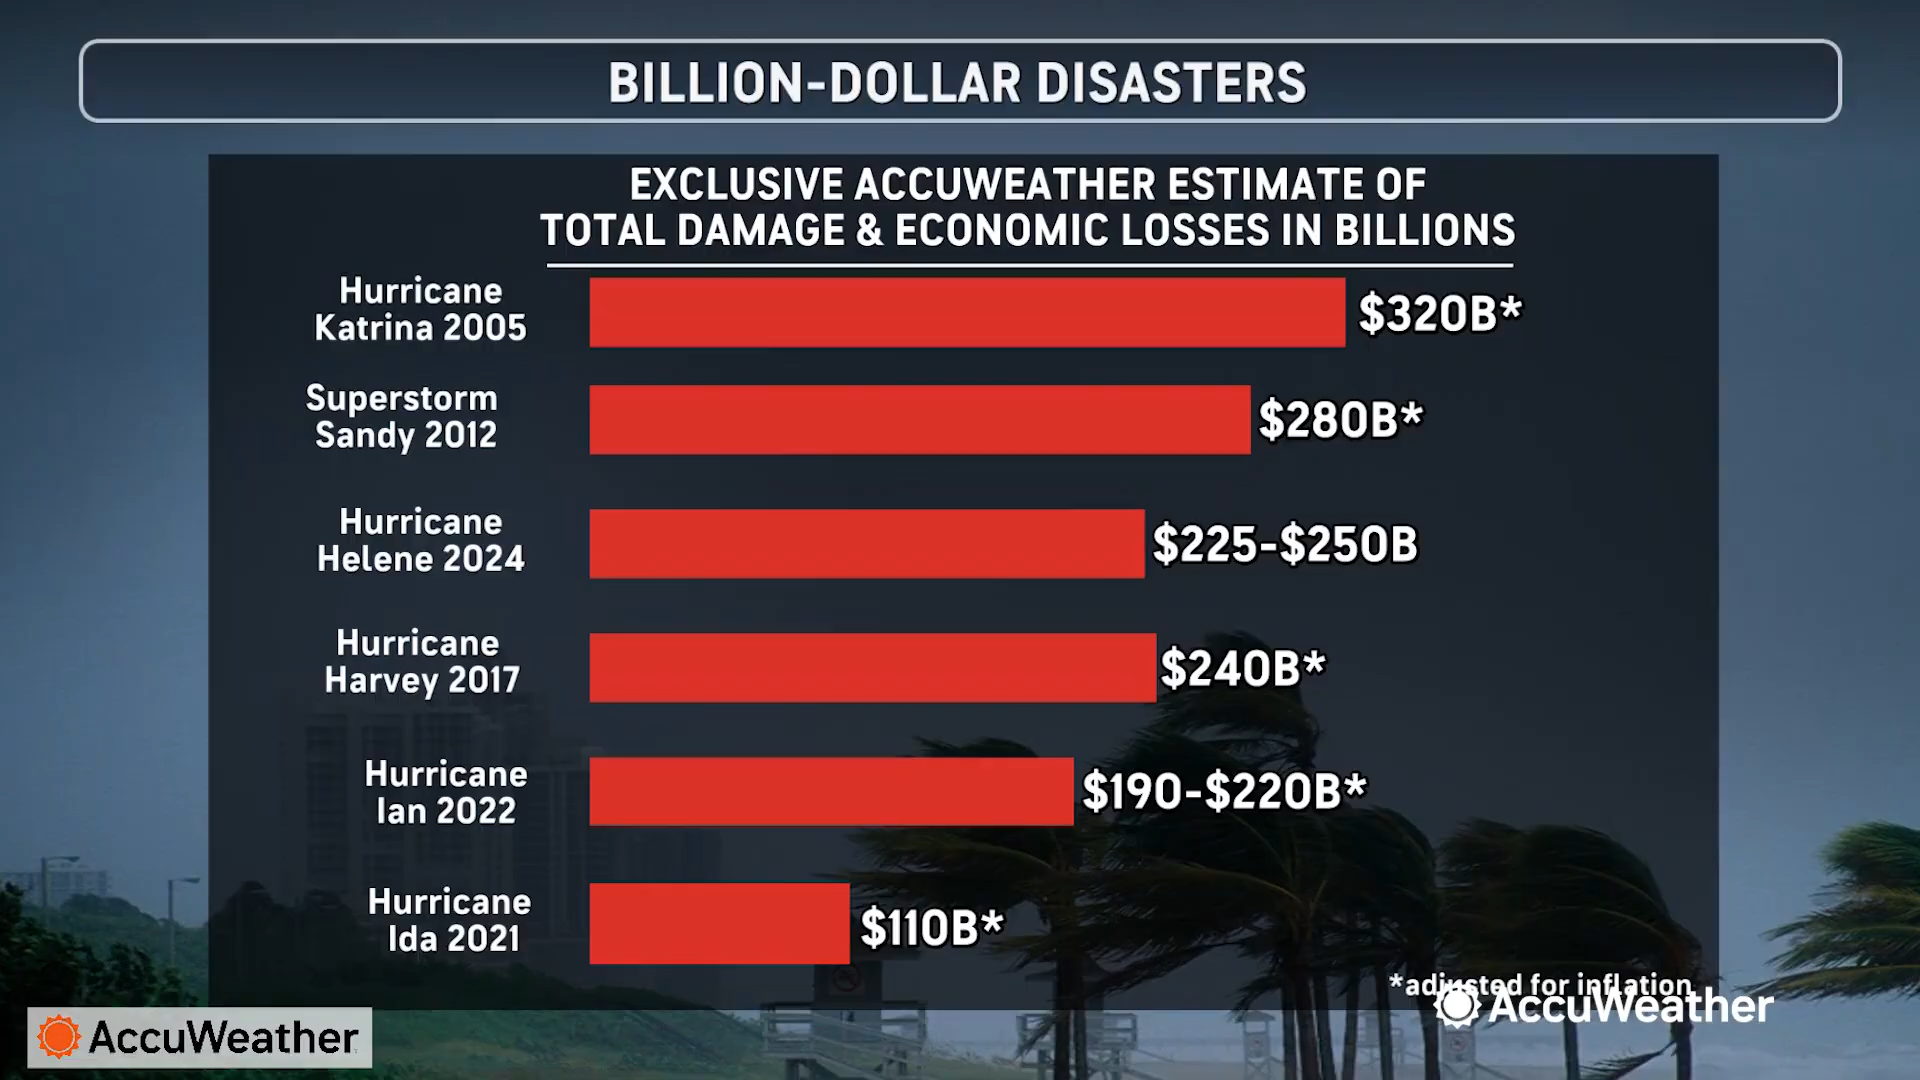 BILLION-DOLLAR DISASTERS
EXCLUSIVE ACCUWEATHER ESTIMATE OF
TOTAL DAMAGE & ECONOMIC LOSSES IN BILLIONS
Hurricane
Katrina 2005
$320B*
Superstorm
Sandy 2012
$280B*
Hurricane
Helene 2024
$225-$250B
Hurricane
Harvey 2017
$240B*
Hurricane
Ian 2022
$190-$220B*
Hurricane
Ida 2021
$110B*
*adjusted for inflation
AccuWeather
AccuWeather